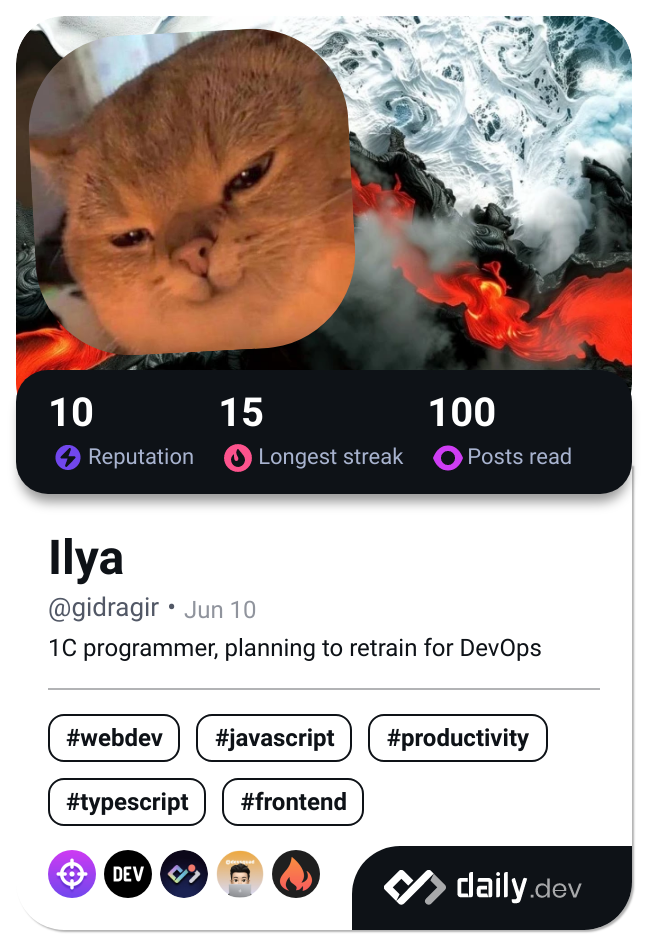 10 15 100
Reputation Longest streak Posts read
Ilya
@gidragir • Jun 10
1C programmer, planning to retrain for DevOps
#webdev #javascript #productivity
#typescript #frontend
DEV
daily.dev